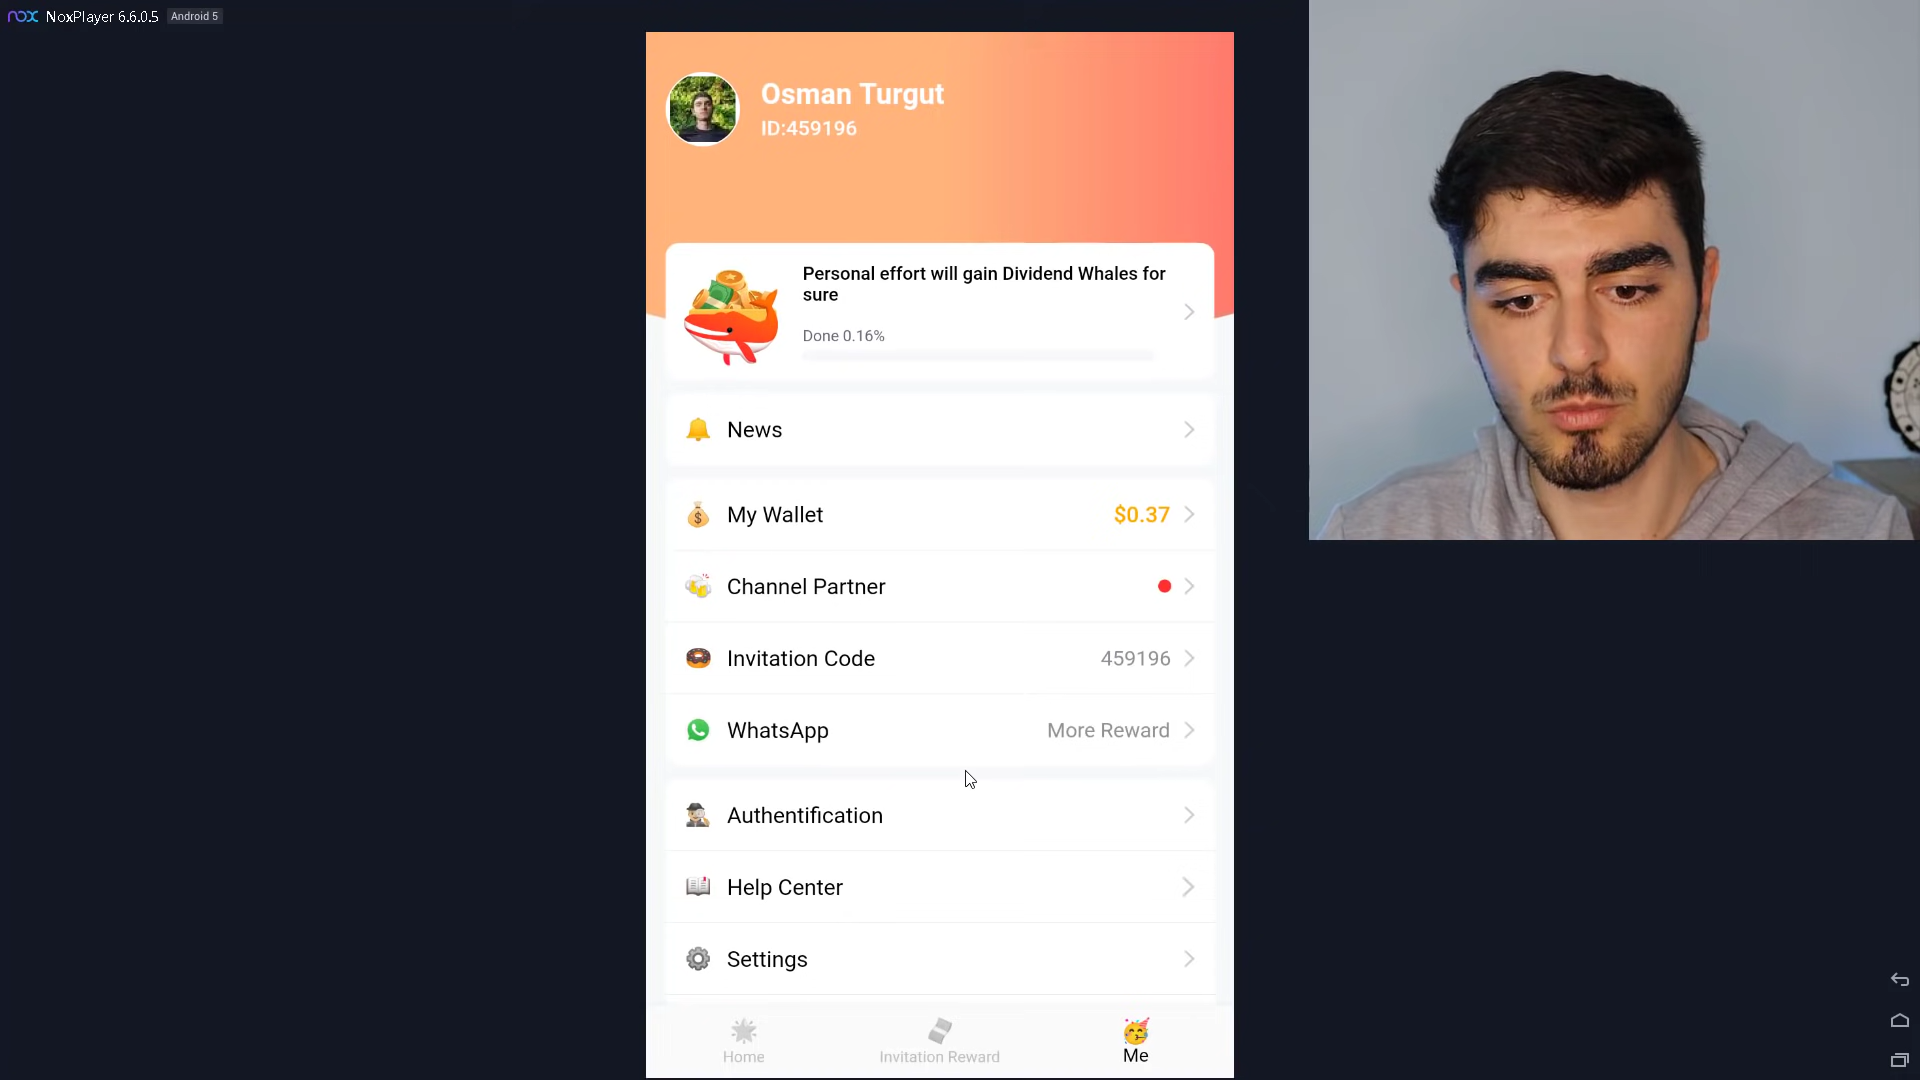 nox NoxPlayer 6.6.0.5 Android 5
Osman Turgut
ID:459196
Personal effort will gain Dividend Whales for
sure
Done 0.16%
News
My Wallet $0.37
Channel Partner
Invitation Code 459196
WhatsApp More Reward
Authentification
Help Center
Settings
Home Invitation Reward Me